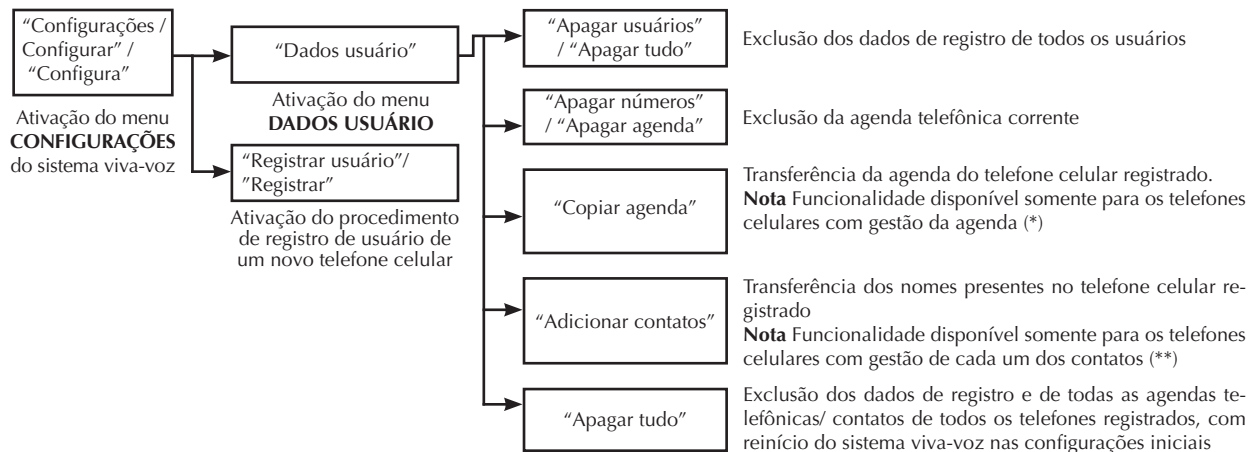 “Configurações /
Configurar” /
“Configura”
Ativação do menu
CONFIGURAÇÕES
do sistema viva-voz
“Dados usuário”
Ativação do menu
DADOS USUÁRIO
“Registrar usuário”/
”Registrar”
Ativação do procedimento
de registro de usuário de
um novo telefone celular
“Apagar usuários”
/ “Apagar tudo”
Exclusão dos dados de registro de todos os usuários
“Apagar números”
/ “Apagar agenda”
Exclusão da agenda telefônica corrente
“Copiar agenda”
Transferência da agenda do telefone celular registrado.
Nota Funcionalidade disponível somente para os telefones
celulares com gestão da agenda (*)
“Adicionar contatos”
Transferência dos nomes presentes no telefone celular re-
gistrado
Nota Funcionalidade disponível somente para os telefones
celulares com gestão de cada um dos contatos (**)
“Apagar tudo”
Exclusão dos dados de registro e de todas as agendas te-
lefônicas/ contatos de todos os telefones registrados, com
reinício do sistema viva-voz nas configurações iniciais